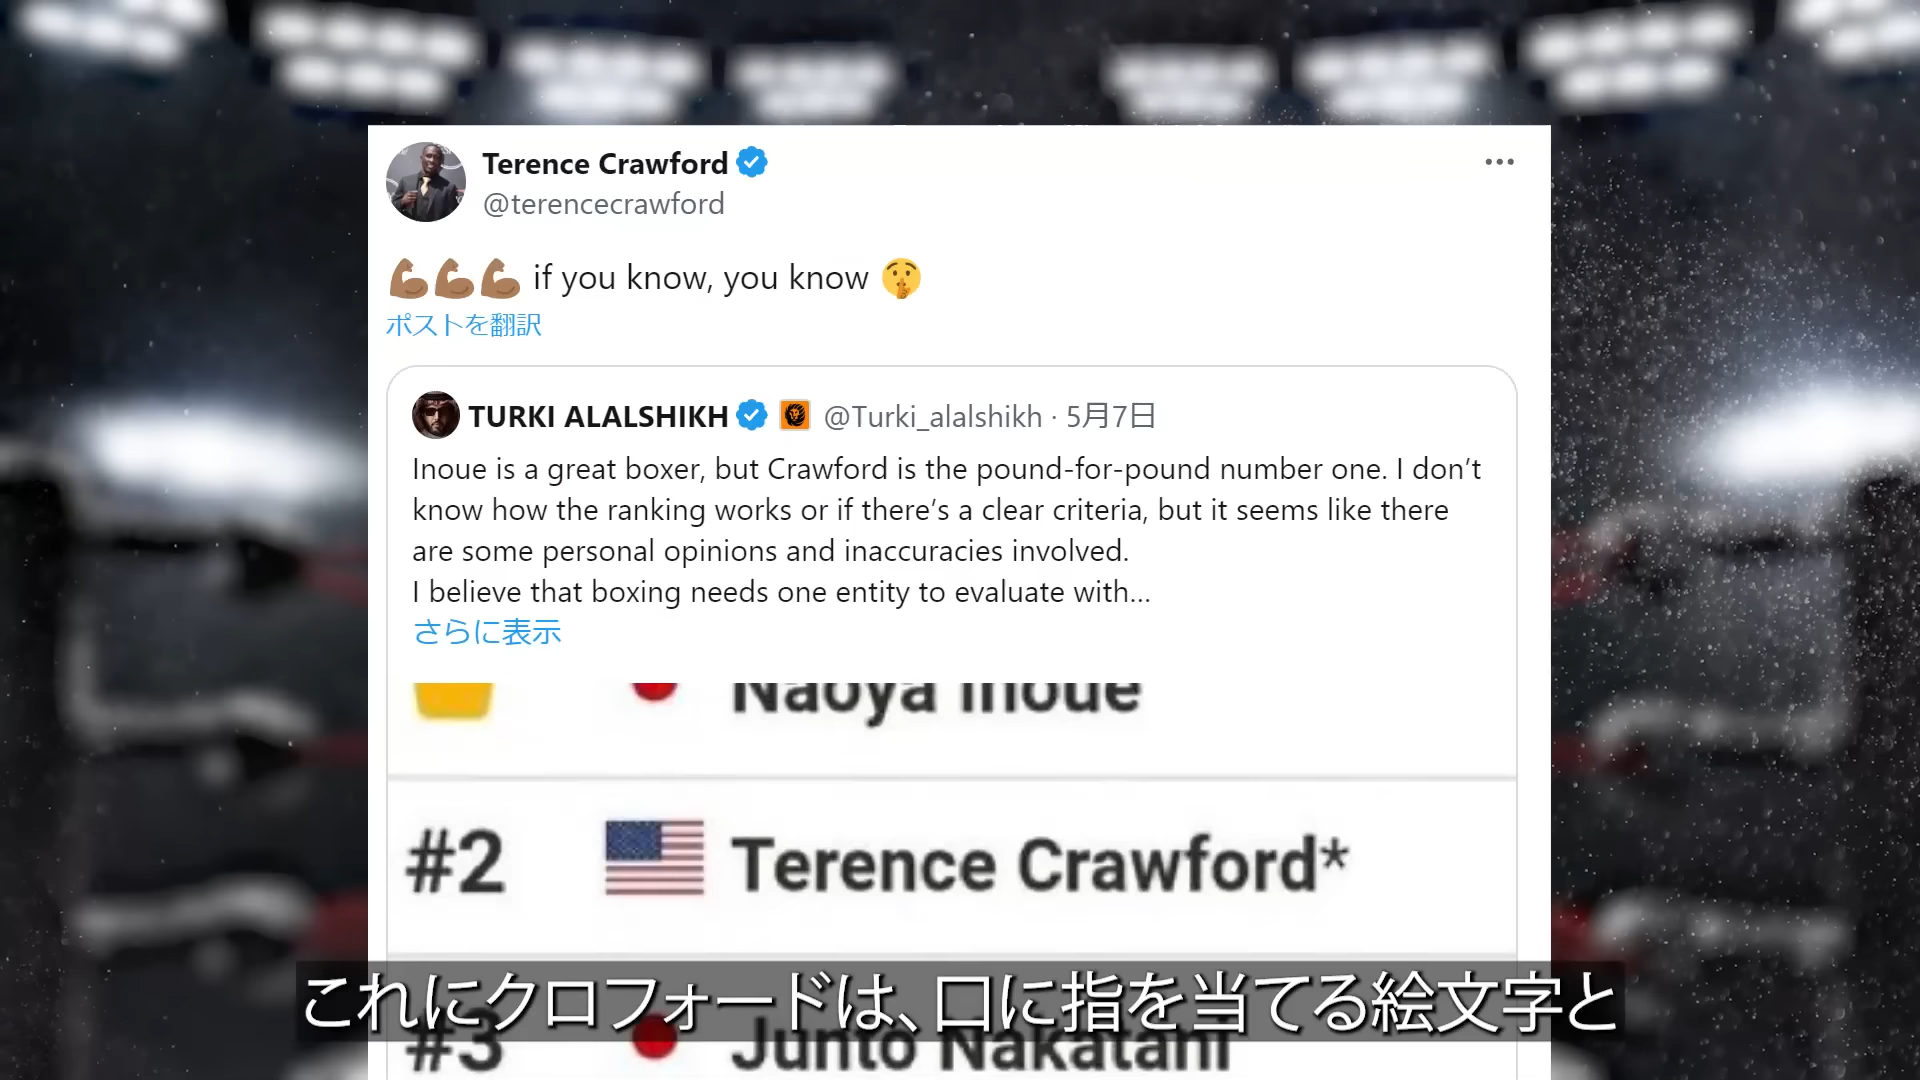 Terence Crawford
@terencecrawford
💪🏽💪🏽💪🏽 if you know, you know 🤫
ポストを翻訳
TURKI ALALSHIKH @Turki_alalshikh · 5月7日
Inoue is a great boxer, but Crawford is the pound-for-pound number one. I don’t
know how the ranking works or if there’s a clear criteria, but it seems like there
are some personal opinions and inaccuracies involved.
I believe that boxing needs one entity to evaluate with...
さらに表示
Naoya Inoue
#2 Terence Crawford*
これにクロフォードは、口に指を当てる絵文字と
#3 Junto Nakatani